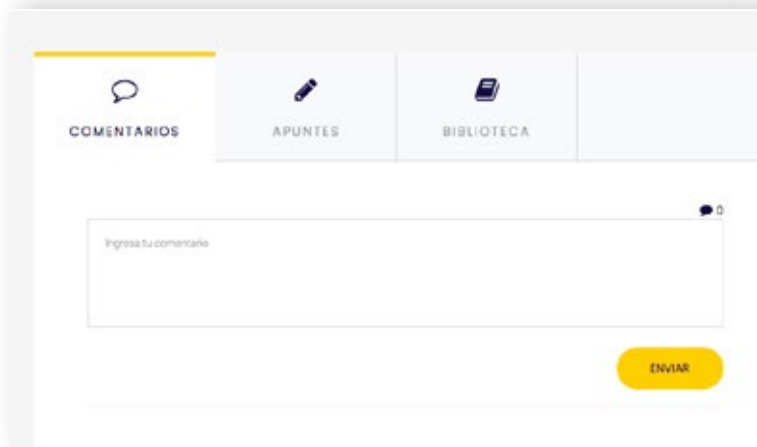 COMENTARIOS
APUNTES
BIBLIOTECA
0
Ingresa tu comentario
ENVIAR